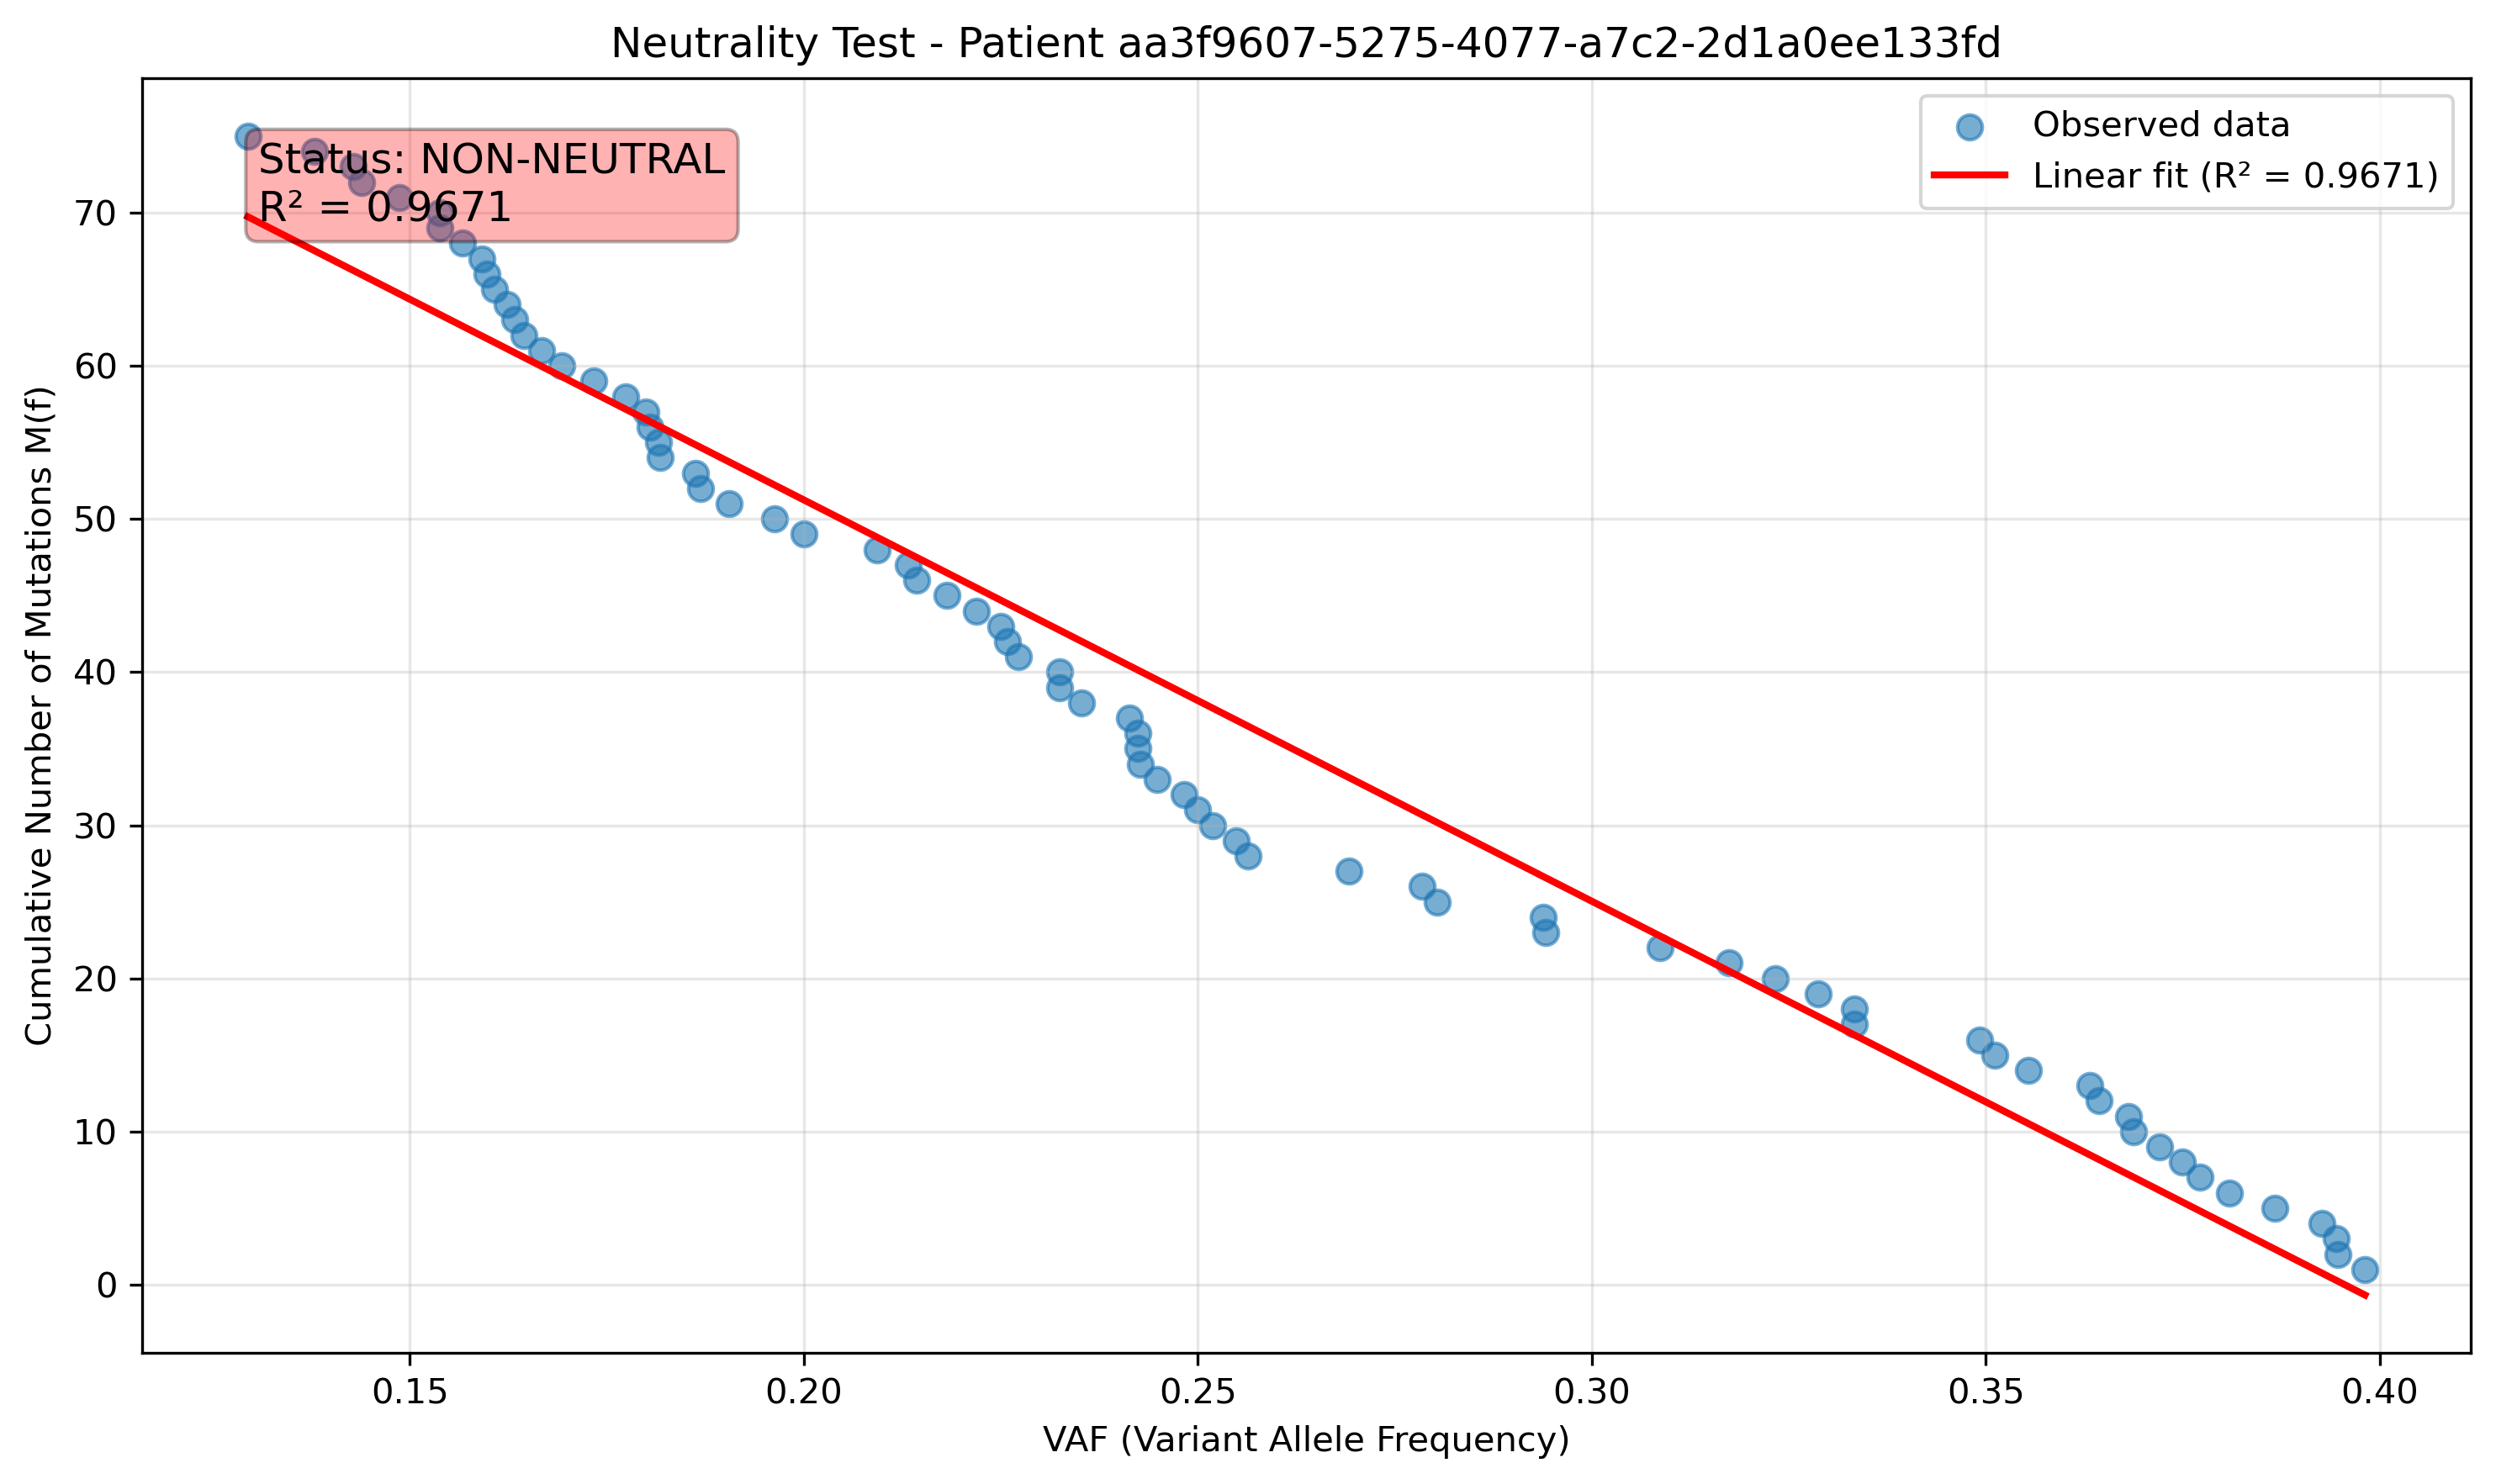 Neutrality Test - Patient aa3f9607-5275-4077-a7c2-2d1a0ee133fd
Observed data
Linear fit (R² = 0.9671)
Status: NON-NEUTRAL
R² = 0.9671
Cumulative Number of Mutations M(f)
70
60
50
40
30
20
10
0
0.15 0.20 0.25 0.30 0.35 0.40
VAF (Variant Allele Frequency)